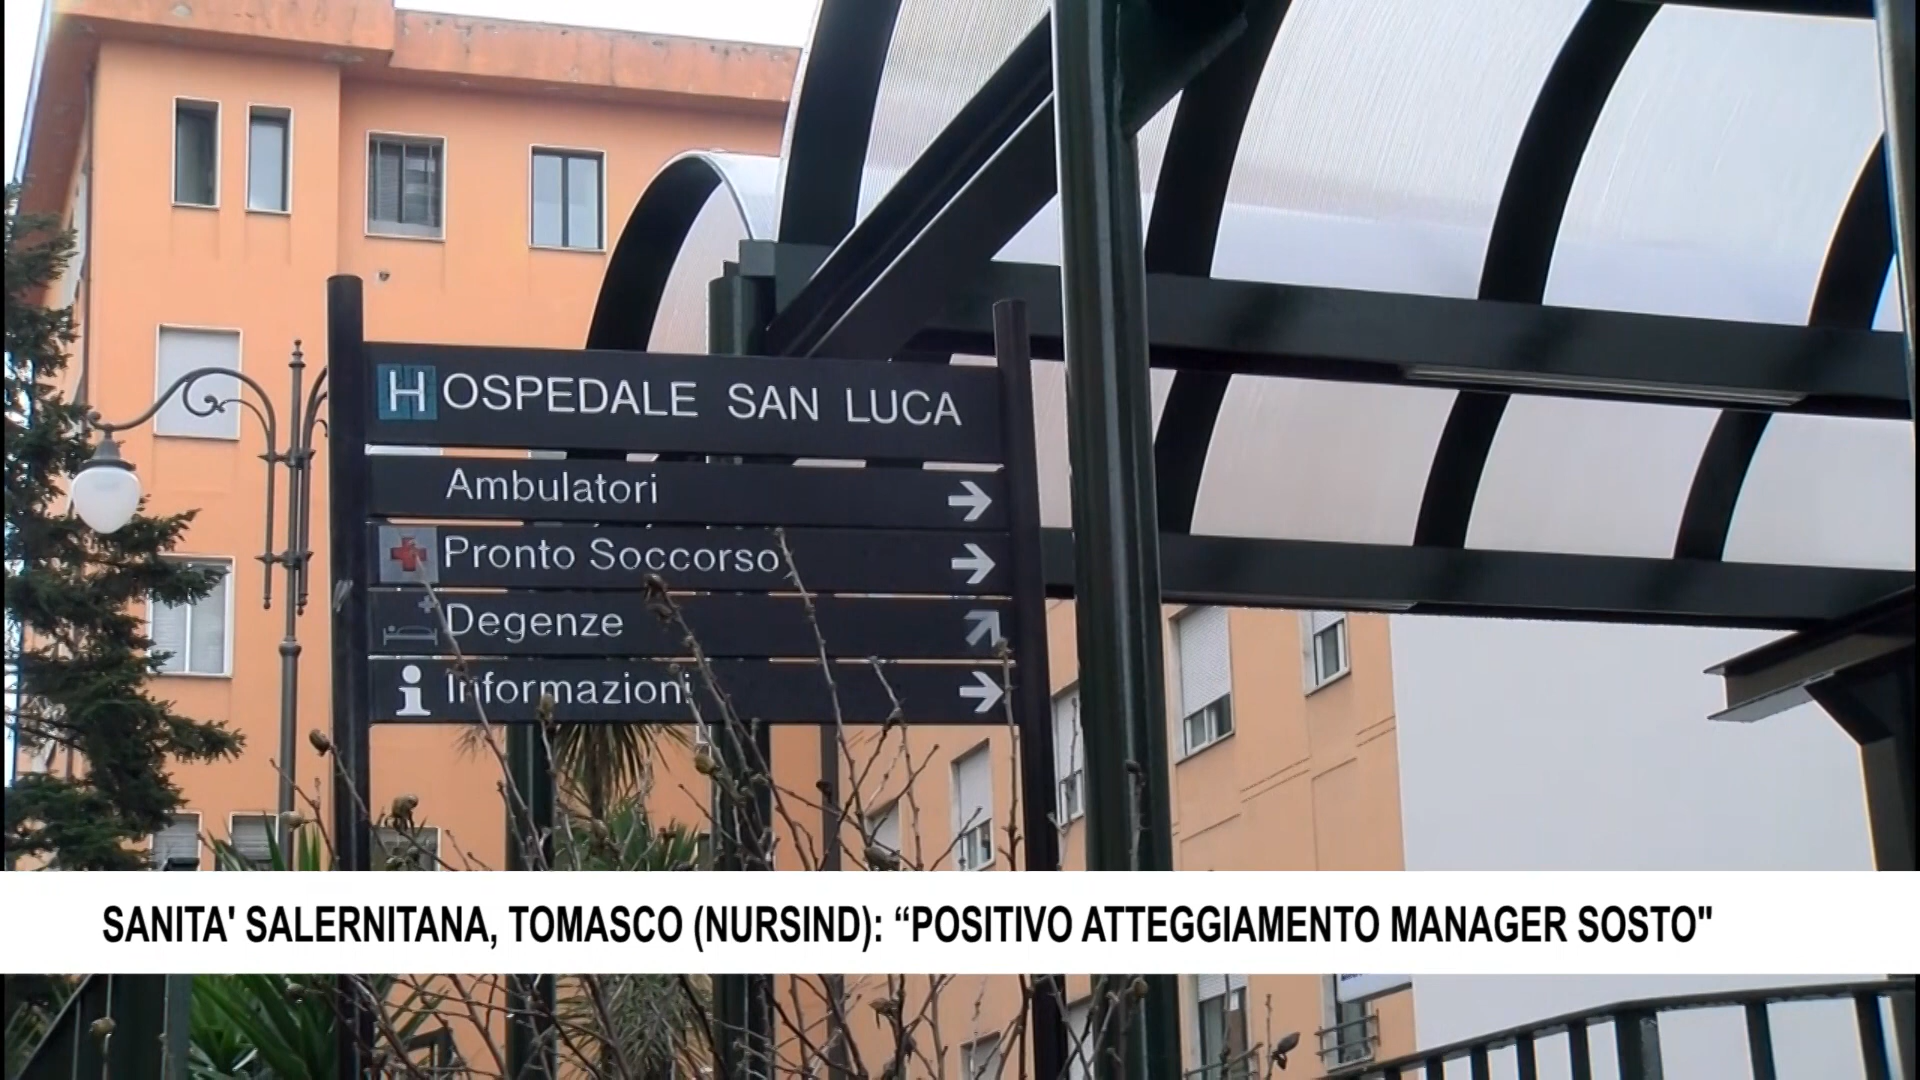 HOSPEDALE SAN LUCA
Ambulatori
Pronto Soccorso
Degenze
Informazioni
SANITA' SALERNITANA, TOMASCO (NURSIND): “POSITIVO ATTEGGIAMENTO MANAGER SOSTO"